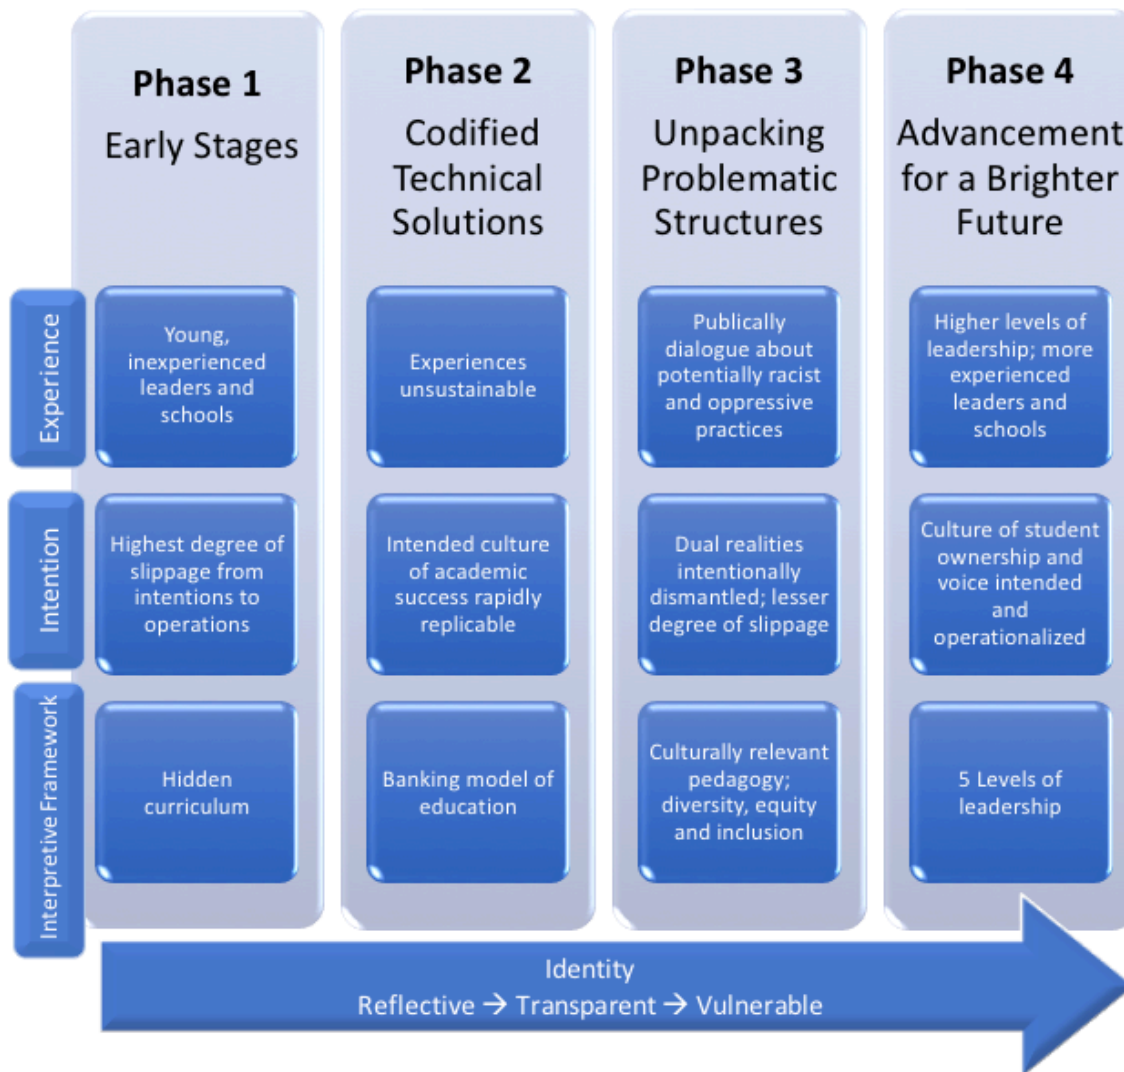 Phase 1
Early Stages
Phase 2
Codified
Technical
Solutions
Phase 3
Unpacking
Problematic
Structures
Phase 4
Advancement
for a Brighter
Future
Experience
Young,
inexperienced
leaders and
schools
Experiences
unsustainable
Publically
dialogue about
potentially racist
and oppressive
practices
Higher levels of
leadership; more
experienced
leaders and
schools
Intention
Highest degree of
slippage from
intentions to
operations
Intended culture
of academic
success rapidly
replicable
Dual realities
intentionally
dismantled; lesser
degree of slippage
Culture of student
ownership and
voice intended
and
operationalized
Interpretive Framework
Hidden
curriculum
Banking model of
education
Culturally relevant
pedagogy;
diversity, equity
and inclusion
5 Levels of
leadership
Identity
Reflective → Transparent → Vulnerable